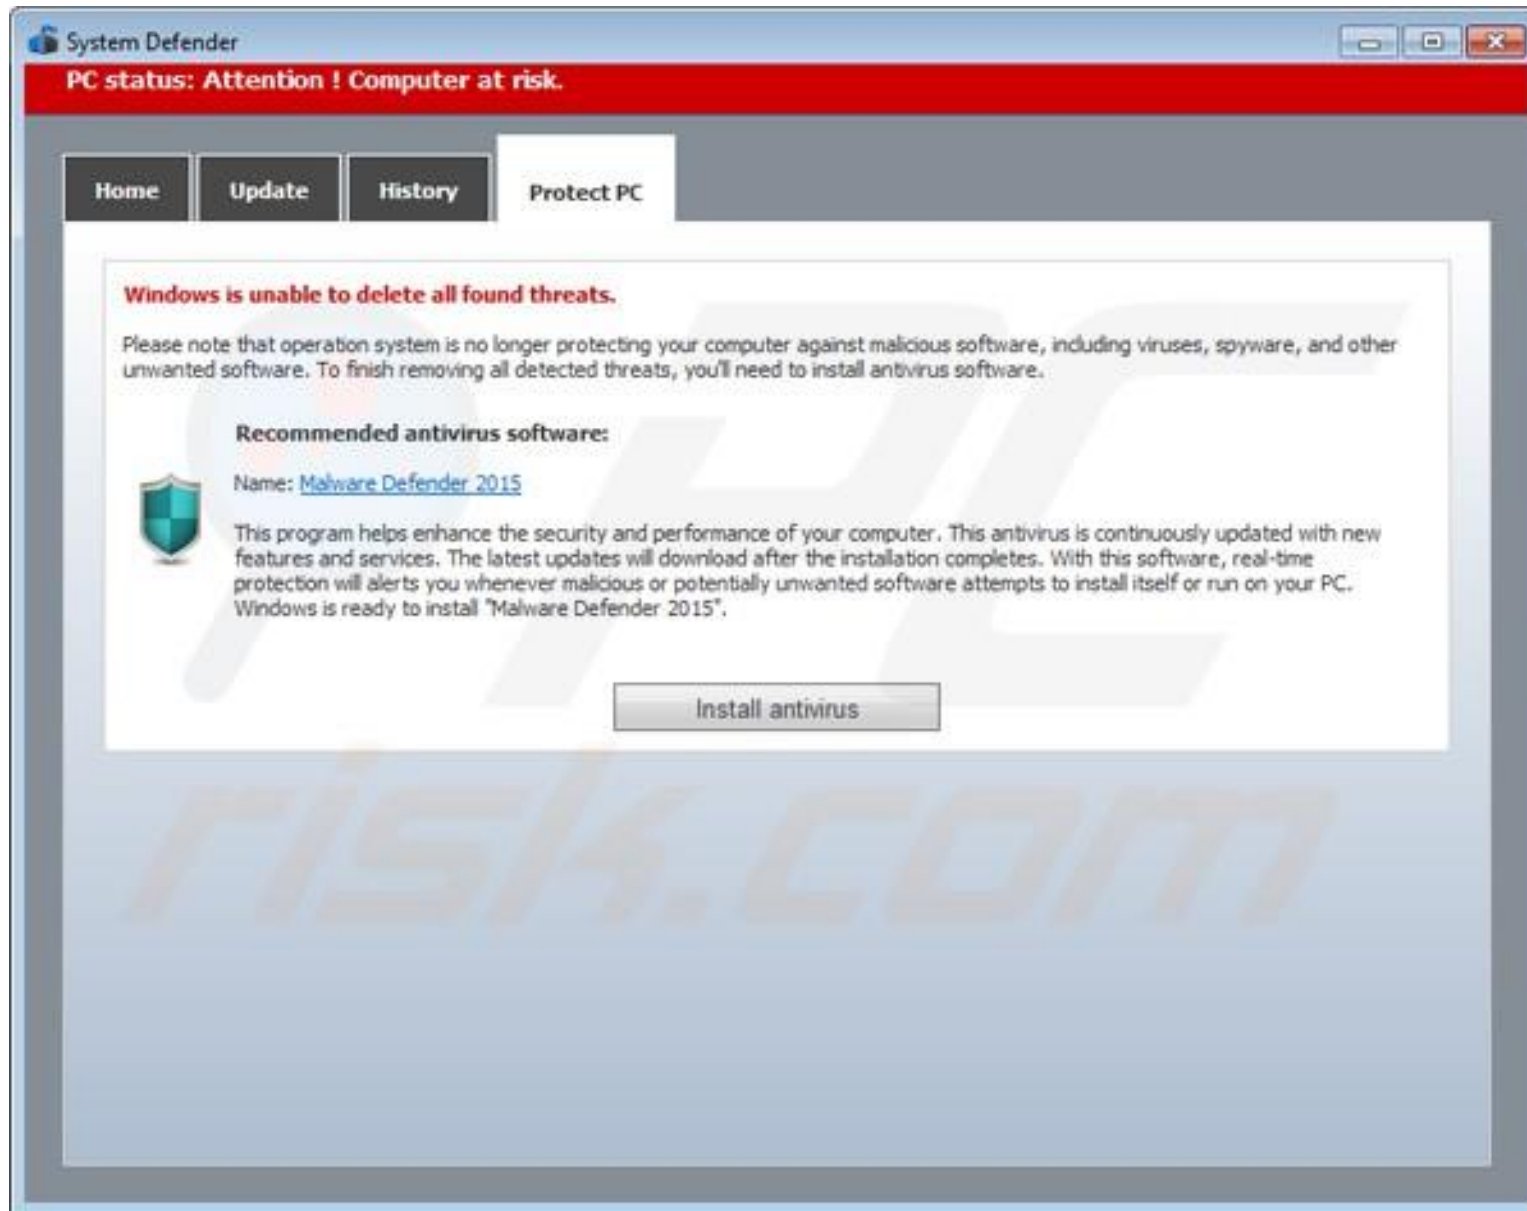 System Defender
PC status: Attention ! Computer at risk.
Home
Update
History
Protect PC
Windows is unable to delete all found threats.
Please note that operation system is no longer protecting your computer against malicious software, including viruses, spyware, and other
unwanted software. To finish removing all detected threats, you'll need to install antivirus software.
Recommended antivirus software:
Name: Malware Defender 2015
This program helps enhance the security and performance of your computer. This antivirus is continuously updated with new
features and services. The latest updates will download after the installation completes. With this software, real-time
protection will alerts you whenever malicious or potentially unwanted software attempts to install itself or run on your PC.
Windows is ready to install "Malware Defender 2015".
Install antivirus
PC
risk.com